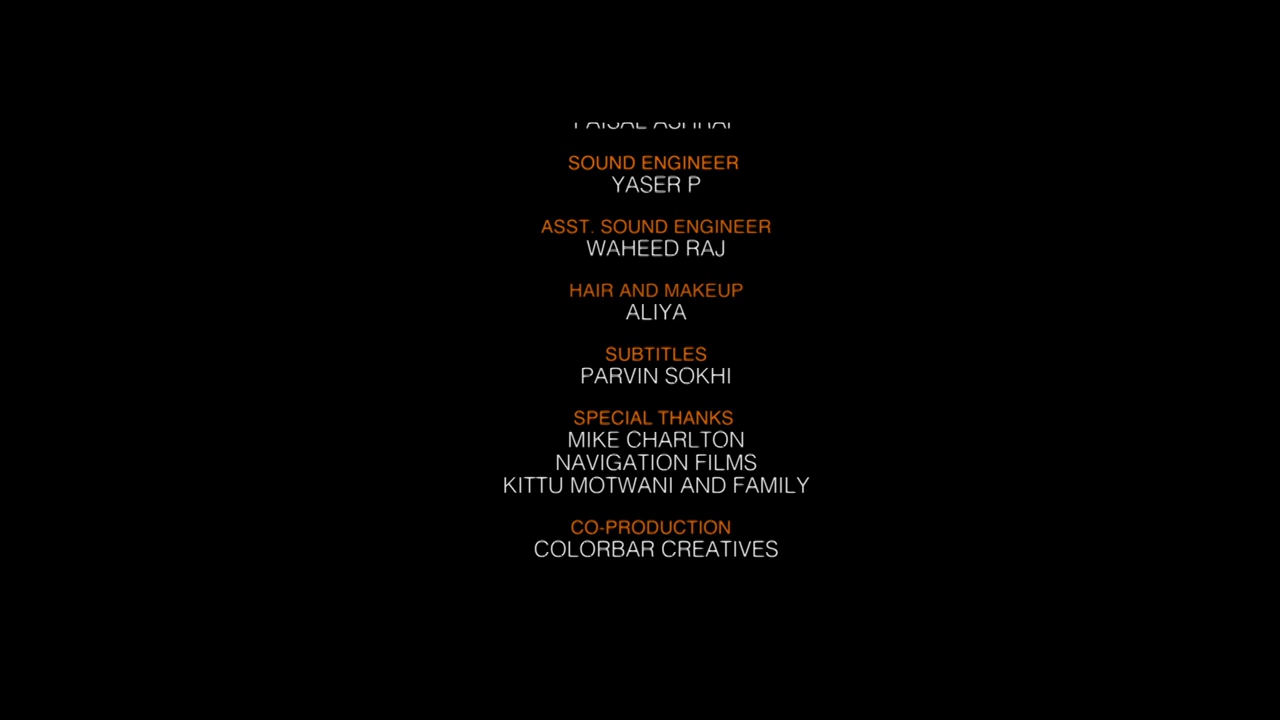 SOUND ENGINEER
YASER P
ASST. SOUND ENGINEER
WAHEED RAJ
HAIR AND MAKEUP
ALIYA
SUBTITLES
PARVIN SOKHI
SPECIAL THANKS
MIKE CHARLTON
NAVIGATION FILMS
KITTU MOTWANI AND FAMILY
CO-PRODUCTION
COLORBAR CREATIVES